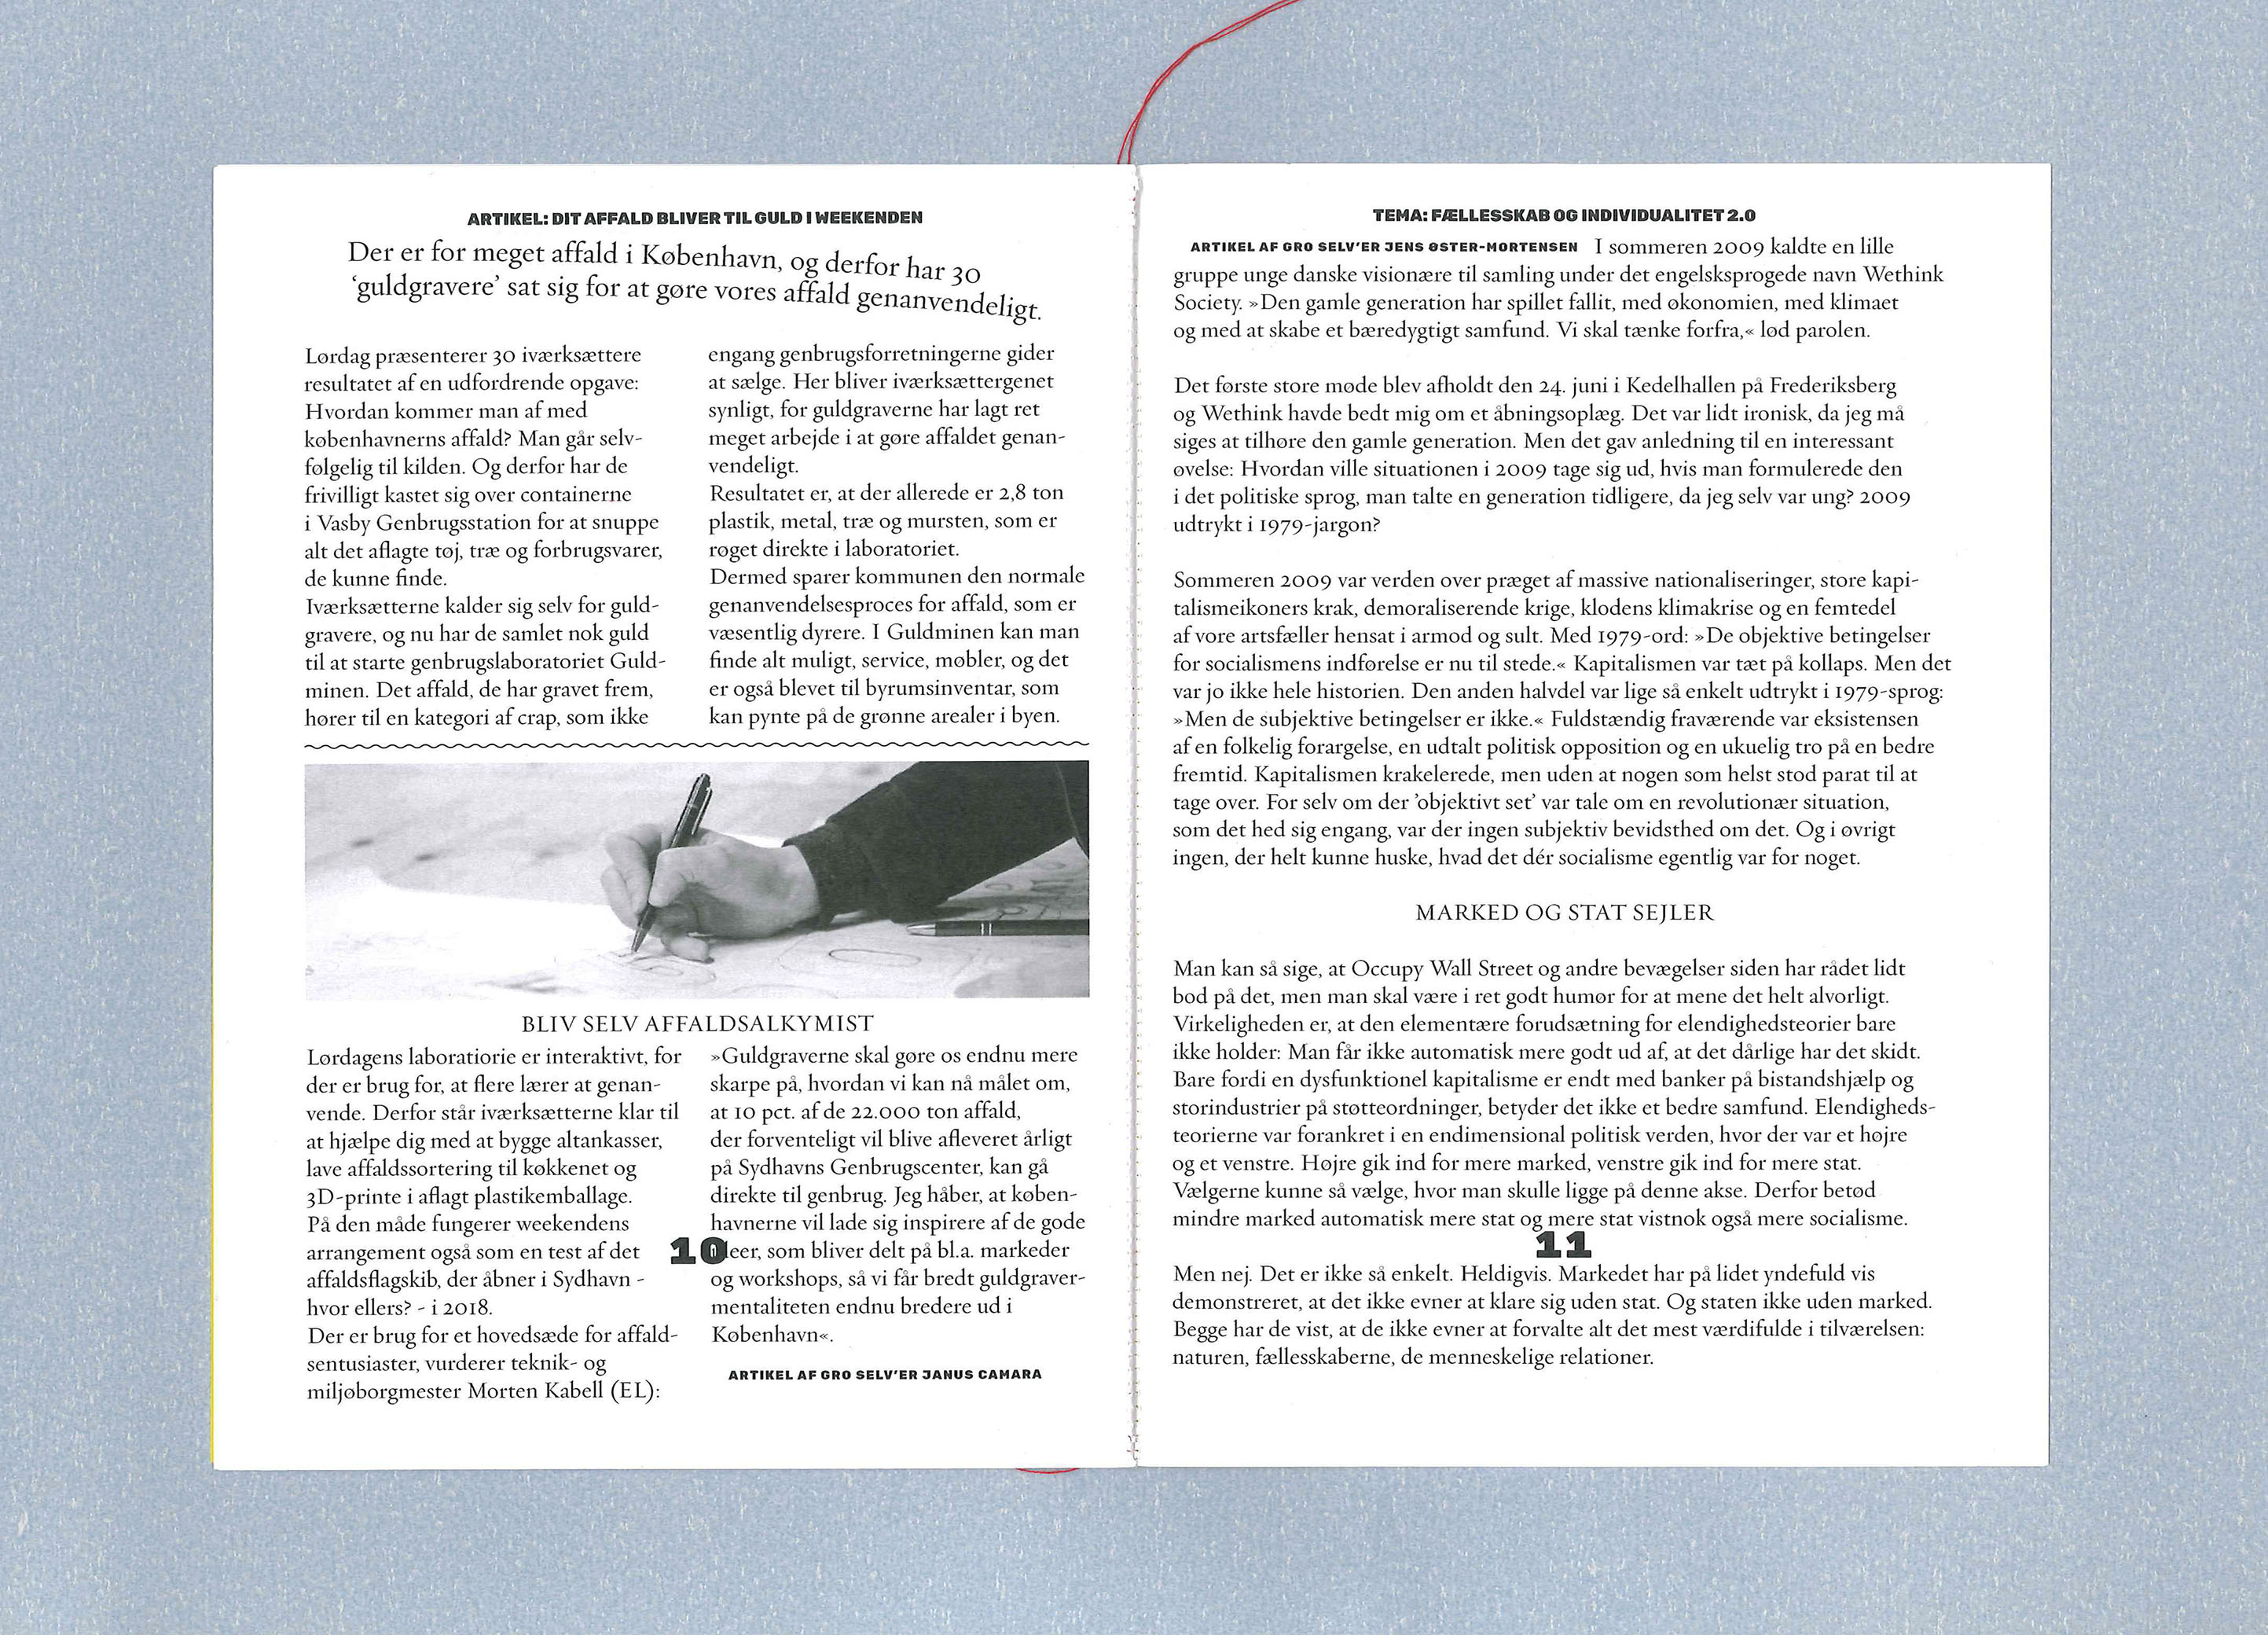 ARTIKEL: DIT AFFALD BLIVER TIL GULD I WEEKENDEN
Der er for meget affald i København, og derfor har 30
‘guldgravere’ sat sig for at gøre vores affald genanvendeligt.
Lørdag præsenterer 30 iværksættere
resultatet af en udfordrende opgave:
Hvordan kommer man af med
københavnerns affald? Man går selv-
følgelig til kilden. Og derfor har de
frivilligt kastet sig over containerne
i Vasby Genbrugsstation for at snuppe
alt det aflagte tøj, træ og forbrugsvarer,
de kunne finde.
Iværksætterne kalder sig selv for guld-
gravere, og nu har de samlet nok guld
til at starte genbrugslaboratoriet Guld-
minen. Det affald, de har gravet frem,
hører til en kategori af crap, som ikke
engang genbrugsforretningerne gider
at sælge. Her bliver iværksættergenet
synligt, for guldgraverne har lagt ret
meget arbejde i at gøre affaldet genan-
vendeligt.
Resultatet er, at der allerede er 2,8 ton
plastik, metal, træ og mursten, som er
røget direkte i laboratoriet.
Dermed sparer kommunen den normale
genanvendelsesproces for affald, som er
væsentlig dyrere. I Guldminen kan man
finde alt muligt, service, møbler, og det
er også blevet til byrumsinventar, som
kan pynte på de grønne arealer i byen.
BLIV SELV AFFALDSALKYMIST
Lørdagens laboratiorie er interaktivt, for
der er brug for, at flere lærer at genan-
vende. Derfor står iværksætterne klar til
at hjælpe dig med at bygge altankasser,
lave affaldssortering til køkkenet og
3D-printe i aflagt plastikemballage.
På den måde fungerer weekendens
arrangement også som en test af det
affaldsflagskib, der åbner i Sydhavn -
hvor ellers? - i 2018.
Der er brug for et hovedsæde for affald-
sentusiaster, vurderer teknik- og
miljøborgmester Morten Kabell (EL):
»Guldgraverne skal gøre os endnu mere
skarpe på, hvordan vi kan nå målet om,
at 10 pct. af de 22.000 ton affald,
der forventeligt vil blive afleveret årligt
på Sydhavns Genbrugscenter, kan gå
direkte til genbrug. Jeg håber, at køben-
havnerne vil lade sig inspirere af de gode
som bliver delt på bl.a. markeder
og workshops, så vi får bredt guldgraver-
mentaliteten endnu bredere ud i
København«.
ARTIKEL AF GRO SELV'ER JANUS CAMARA
10
TEMA: FÆLLESSKAB OG INDIVIDUALITET 2.0
ARTIKEL AF GRO SELV'ER JENS ØSTER-MORTENSEN I sommeren 2009 kaldte en lille
gruppe unge danske visionære til samling under det engelsksprogede navn Wethink
Society. »Den gamle generation har spillet fallit, med økonomien, med klimaet
og med at skabe et bæredygtigt samfund. Vi skal tænke forfra,« lød parolen.
Det første store møde blev afholdt den 24. juni i Kedelhallen på Frederiksberg
og Wethink havde bedt mig om et åbningsoplæg. Det var lidt ironisk, da jeg må
siges at tilhøre den gamle generation. Men det gav anledning til en interessant
øvelse: Hvordan ville situationen i 2009 tage sig ud, hvis man formulerede den
i det politiske sprog, man talte en generation tidligere, da jeg selv var ung? 2009
udtrykt i 1979-jargon?
Sommeren 2009 var verden over præget af massive nationaliseringer, store kapi-
talismeikoners krak, demoraliserende krige, klodens klimakrise og en femtedel
af vore artsfæller hensat i armod og sult. Med 1979-ord: »De objektive betingelser
for socialismens indførelse er nu til stede.« Kapitalismen var tæt på kollaps. Men det
var jo ikke hele historien. Den anden halvdel var lige så enkelt udtrykt i 1979-sprog:
»Men de subjektive betingelser er ikke.« Fuldstændig fraværende var eksistensen
af en folkelig forargelse, en udtalt politisk opposition og en ukuelig tro på en bedre
fremtid. Kapitalismen krakelerede, men uden at nogen som helst stod parat til at
tage over. For selv om der ’objektivt set’ var tale om en revolutionær situation,
som det hed sig engang, var der ingen subjektiv bevidsthed om det. Og i øvrigt
ingen, der helt kunne huske, hvad det dér socialisme egentlig var for noget.
MARKED OG STAT SEJLER
Man kan så sige, at Occupy Wall Street og andre bevægelser siden har rådet lidt
bod på det, men man skal være i ret godt humør for at mene det helt alvorligt.
Virkeligheden er, at den elementære forudsætning for elendighedsteorier bare
ikke holder: Man får ikke automatisk mere godt ud af, at det dårlige har det skidt.
Bare fordi en dysfunktionel kapitalisme er endt med banker på bistandshjælp og
storindustrier på støtteordninger, betyder det ikke et bedre samfund. Elendigheds-
teorierne var forankret i en endimensional politisk verden, hvor der var et højre
og et venstre. Højre gik ind for mere marked, venstre gik ind for mere stat.
Vælgerne kunne så vælge, hvor man skulle ligge på denne akse. Derfor betød
mindre marked automatisk mere stat og mere stat vistnok også mere socialisme.
11
Men nej. Det er ikke så enkelt. Heldigvis. Markedet har på lidet yndefuld vis
demonstreret, at det ikke evner at klare sig uden stat. Og staten ikke uden marked.
Begge har de vist, at de ikke evner at forvalte alt det mest værdifulde i tilværelsen:
naturen, fællesskaberne, de menneskelige relationer.